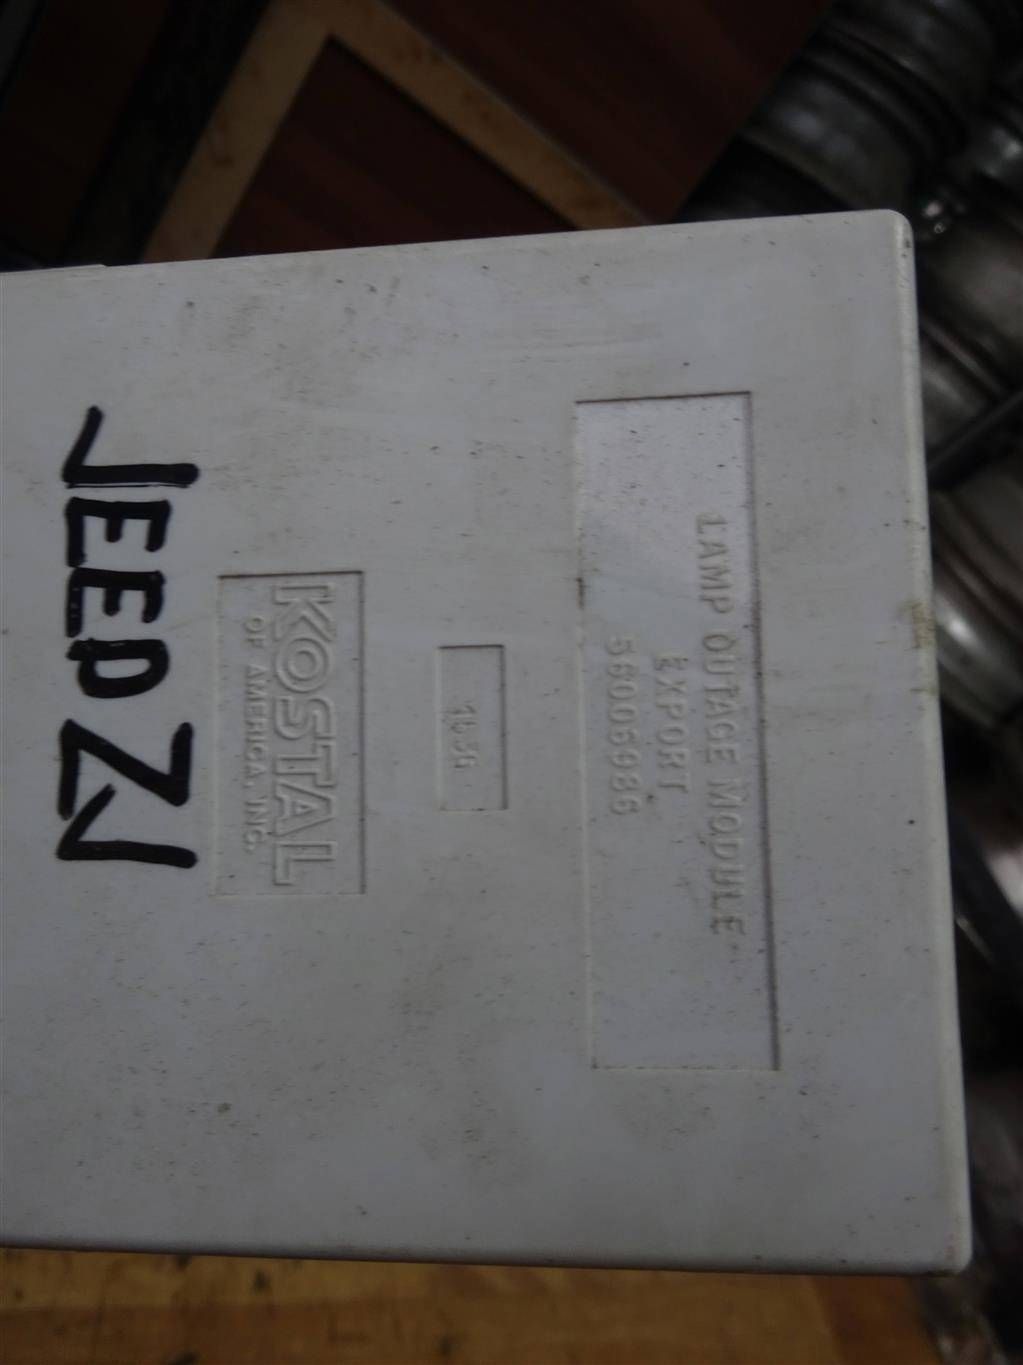 LAMP OUTAGE MODULE
EXPORT
56006986
KOSTAL
OF AMERICA, INC.
JEEP ZJ